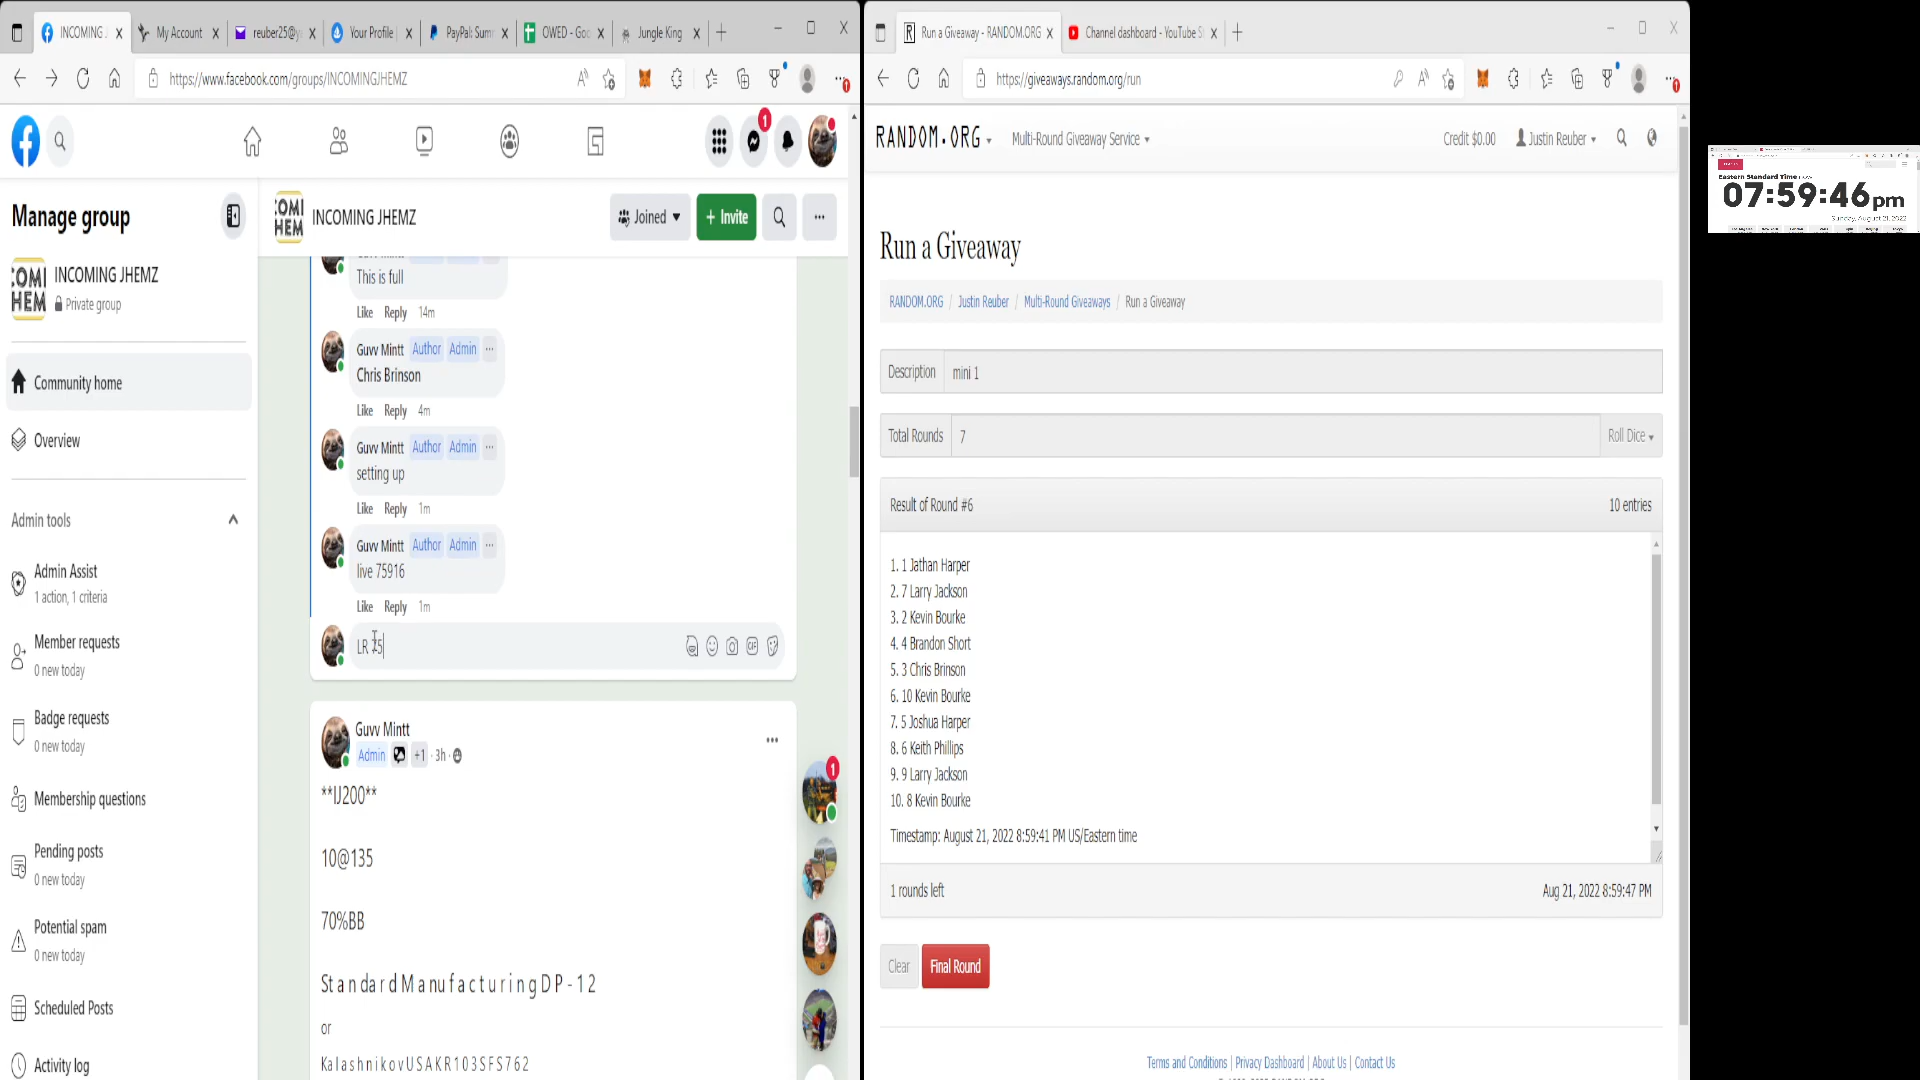 INCOMING
My Account
reuber25@y
Your Profile
PayPal: Sum
OWED - Goo
Jungle King
https://www.facebook.com/groups/INCOMINGJHEMZ
1
Manage group
INCOMING JHEMZ
Private group
Community home
Overview
Admin tools
Admin Assist
1 action, 1 criteria
Member requests
0 new today
Badge requests
0 new today
Membership questions
Pending posts
0 new today
Potential spam
0 new today
Scheduled Posts
Activity log
INCOMING JHEMZ
Joined
+ Invite
This is full
Like Reply 14m
Guvv Mintt Author Admin
Chris Brinson
Like Reply 4m
Guvv Mintt Author Admin
setting up
Like Reply 1m
Guvv Mintt Author Admin
live 75916
Like Reply 1m
LR 75
Guvv Mintt
Admin +1 · 3h
**IJ200**
10@135
70%BB
StandardManufacturingDP-12
or
KalashnikovUSAKR103SFS762
1
Run a Giveaway - RANDOM.ORG
Channel dashboard - YouTube S
https://giveaways.random.org/run
RANDOM.ORG
Multi-Round Giveaway Service
Credit $0.00
Justin Reuber
Run a Giveaway
RANDOM.ORG / Justin Reuber / Multi-Round Giveaways / Run a Giveaway
Description mini 1
Total Rounds 7 Roll Dice
Result of Round #6 10 entries
1. 1 Jathan Harper
2. 7 Larry Jackson
3. 2 Kevin Bourke
4. 4 Brandon Short
5. 3 Chris Brinson
6. 10 Kevin Bourke
7. 5 Joshua Harper
8. 6 Keith Phillips
9. 9 Larry Jackson
10. 8 Kevin Bourke
Timestamp: August 21, 2022 8:59:41 PM US/Eastern time
1 rounds left Aug 21, 2022 8:59:47 PM
Clear Final Round
Terms and Conditions | Privacy Dashboard | About Us | Contact Us
Eastern Standard Time
07:59:46pm
Sunday, August 21, 2022